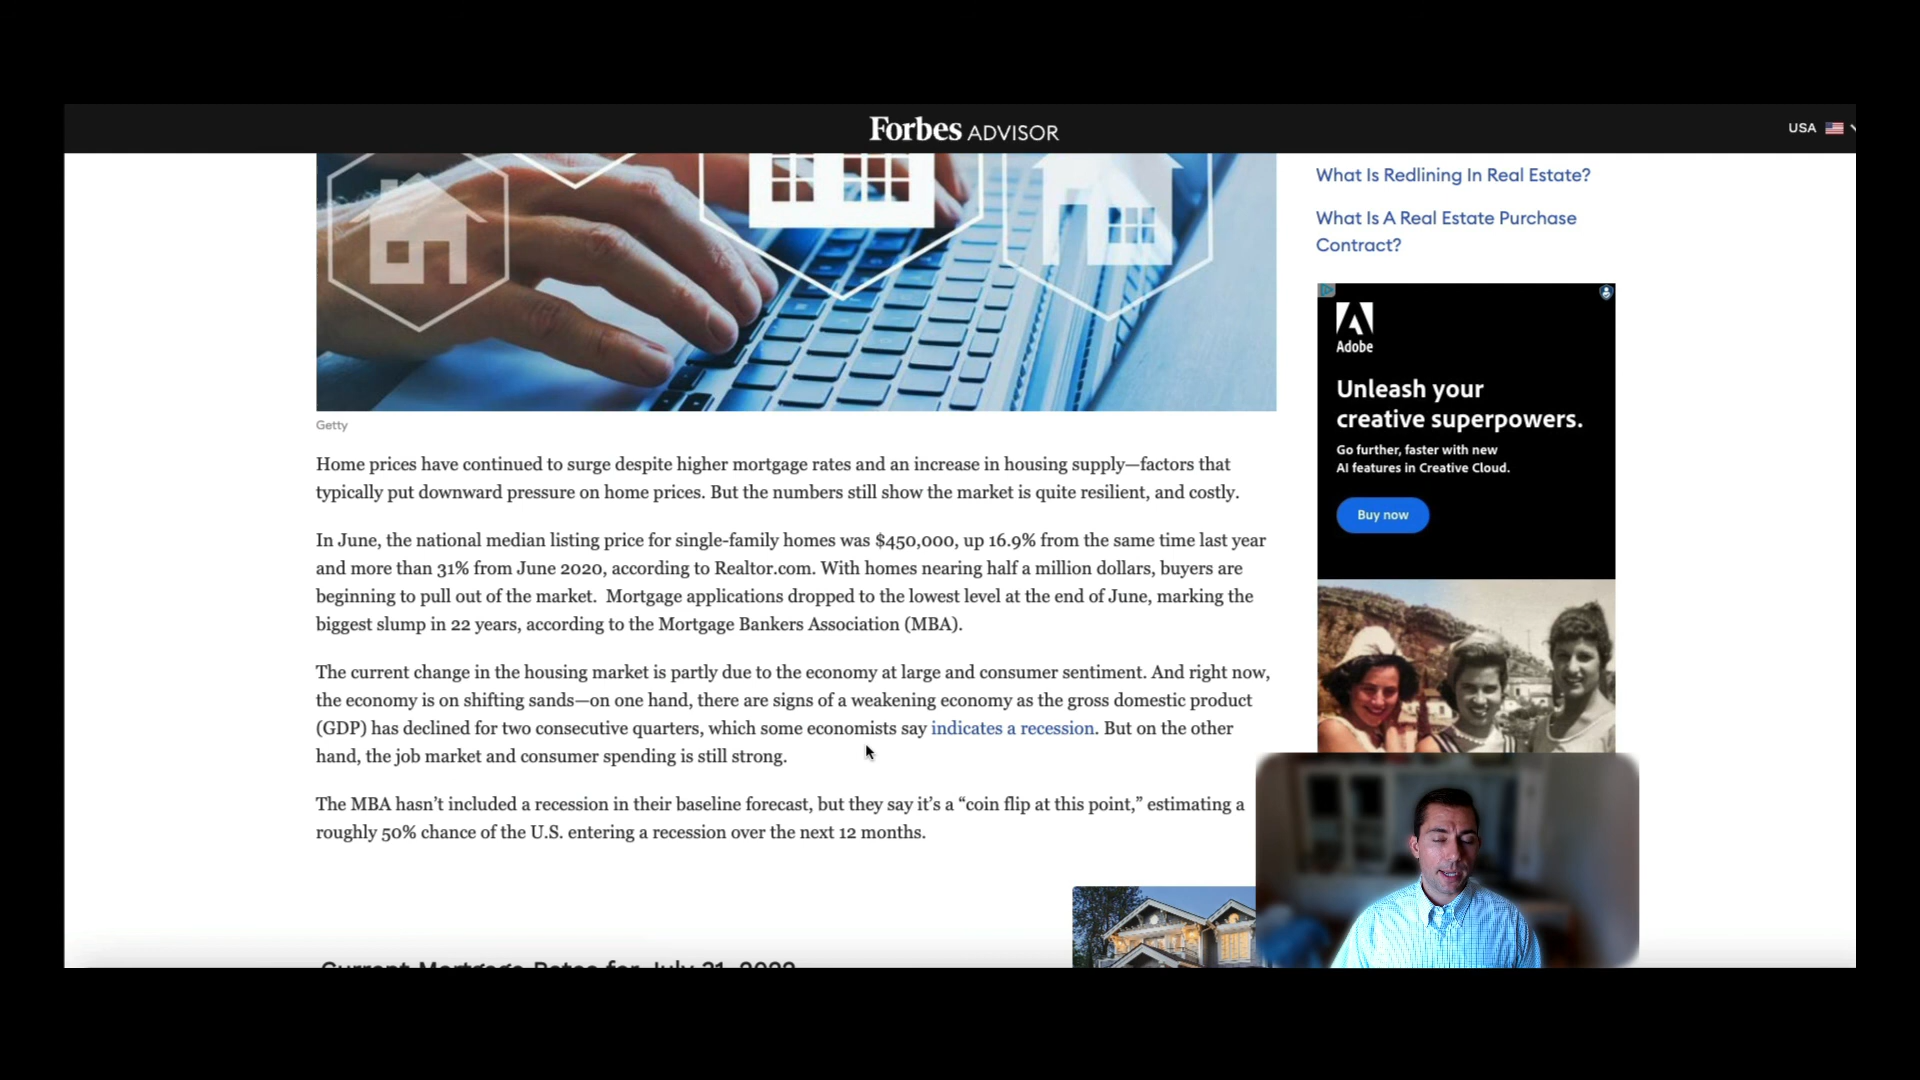 Forbes ADVISOR
USA
What Is Redlining In Real Estate?
What Is A Real Estate Purchase
Contract?
Adobe
Unleash your
creative superpowers.
Go further, faster with new
AI features in Creative Cloud.
Buy now
Getty
Home prices have continued to surge despite higher mortgage rates and an increase in housing supply—factors that
typically put downward pressure on home prices. But the numbers still show the market is quite resilient, and costly.
In June, the national median listing price for single-family homes was $450,000, up 16.9% from the same time last year
and more than 31% from June 2020, according to Realtor.com. With homes nearing half a million dollars, buyers are
beginning to pull out of the market.  Mortgage applications dropped to the lowest level at the end of June, marking the
biggest slump in 22 years, according to the Mortgage Bankers Association (MBA).
The current change in the housing market is partly due to the economy at large and consumer sentiment. And right now,
the economy is on shifting sands—on one hand, there are signs of a weakening economy as the gross domestic product
(GDP) has declined for two consecutive quarters, which some economists say indicates a recession. But on the other
hand, the job market and consumer spending is still strong.
The MBA hasn’t included a recession in their baseline forecast, but they say it’s a “coin flip at this point,” estimating a
roughly 50% chance of the U.S. entering a recession over the next 12 months.
Current Mortgage Rates for July